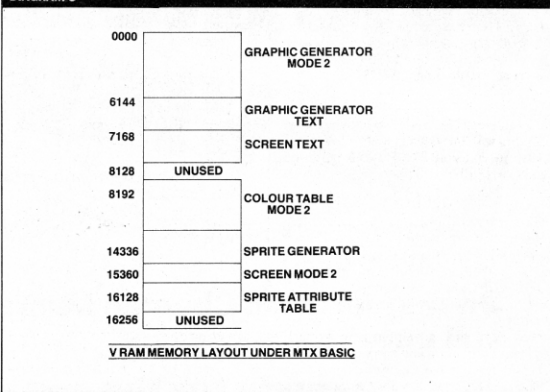 0000
GRAPHIC GENERATOR
MODE 2
6144
GRAPHIC GENERATOR
TEXT
7168
SCREEN TEXT
8128 UNUSED
8192
COLOUR TABLE
MODE 2
14336 SPRITE GENERATOR
15360 SCREEN MODE 2
16128 SPRITE ATTRIBUTE
TABLE
16256 UNUSED
V RAM MEMORY LAYOUT UNDER MTX BASIC